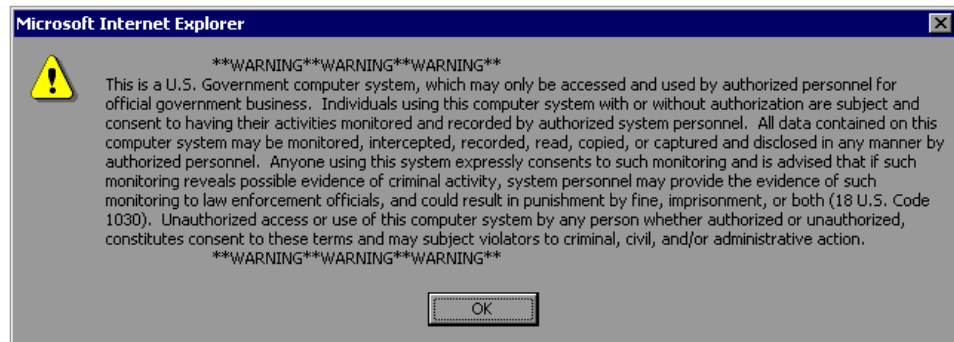 Microsoft Internet Explorer
**WARNING**WARNING**WARNING**
This is a U.S. Government computer system, which may only be accessed and used by authorized personnel for
official government business.  Individuals using this computer system with or without authorization are subject and
consent to having their activities monitored and recorded by authorized system personnel.  All data contained on this
computer system may be monitored, intercepted, recorded, read, copied, or captured and disclosed in any manner by
authorized personnel.  Anyone using this system expressly consents to such monitoring and is advised that if such
monitoring reveals possible evidence of criminal activity, system personnel may provide the evidence of such
monitoring to law enforcement officials, and could result in punishment by fine, imprisonment, or both (18 U.S. Code
1030).  Unauthorized access or use of this computer system by any person whether authorized or unauthorized,
constitutes consent to these terms and may subject violators to criminal, civil, and/or administrative action.
**WARNING**WARNING**WARNING**
OK